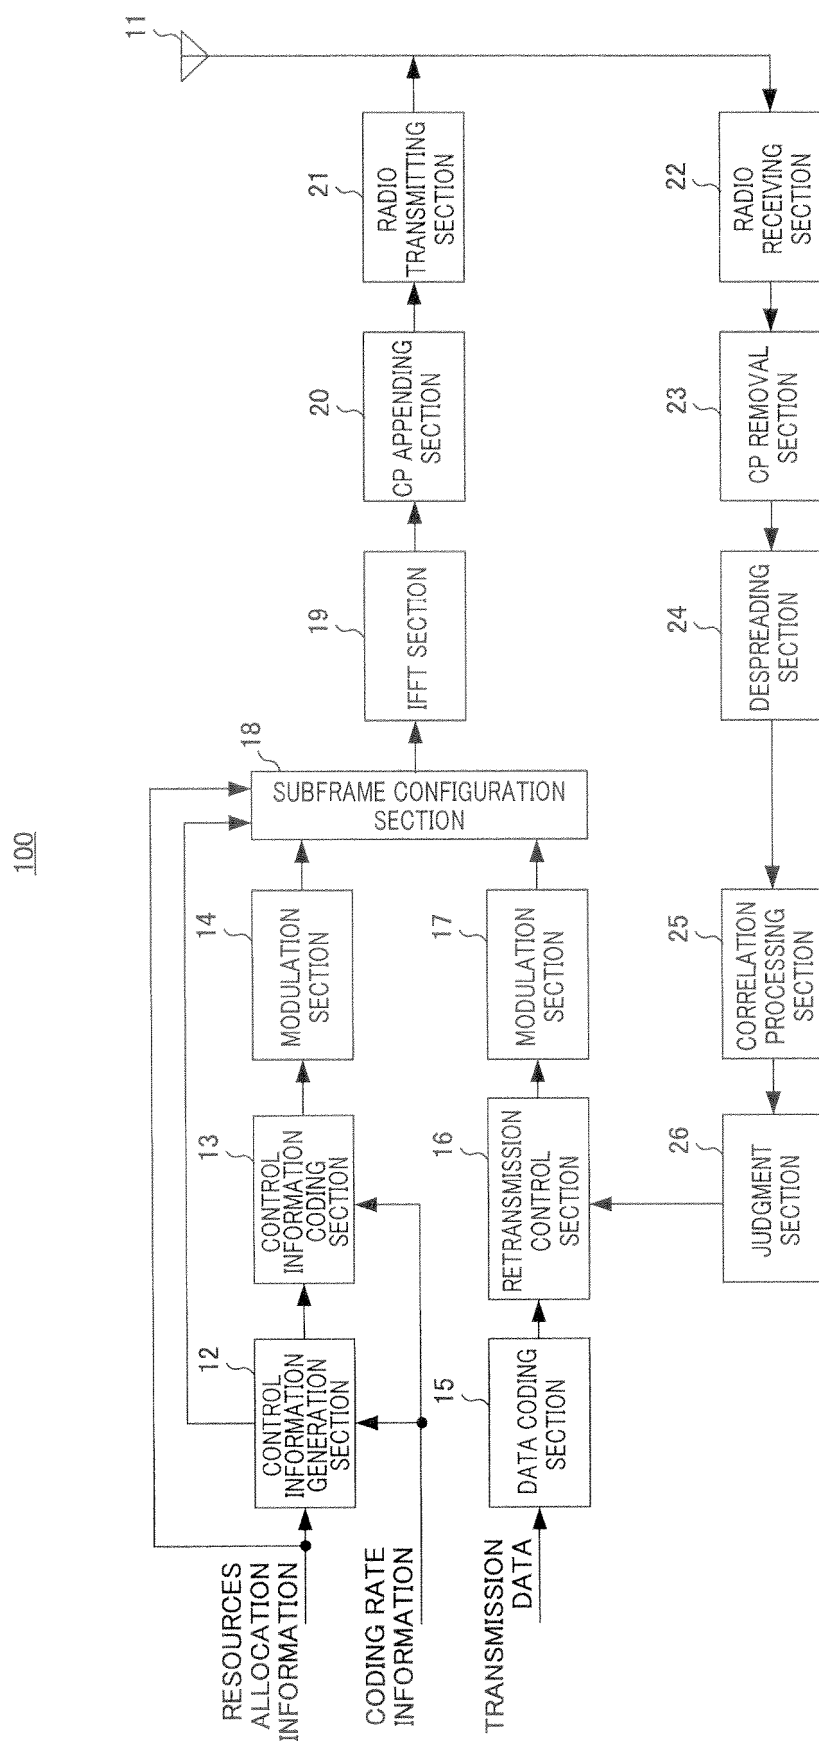 100
11
RADIO
TRANSMITTING
SECTION
21
CP APPENDING
SECTION
20
IFFT SECTION
19
SUBFRAME CONFIGURATION
SECTION
18
MODULATION
SECTION
14
CONTROL
INFORMATION
CODING
SECTION
13
CONTROL
INFORMATION
GENERATION
SECTION
12
RESOURCES
ALLOCATION
INFORMATION
CODING RATE
INFORMATION
MODULATION
SECTION
17
RETRANSMISSION
CONTROL
SECTION
16
DATA CODING
SECTION
15
TRANSMISSION
DATA
RADIO
RECEIVING
SECTION
22
CP REMOVAL
SECTION
23
DESPREADING
SECTION
24
CORRELATION
PROCESSING
SECTION
25
JUDGMENT
SECTION
26